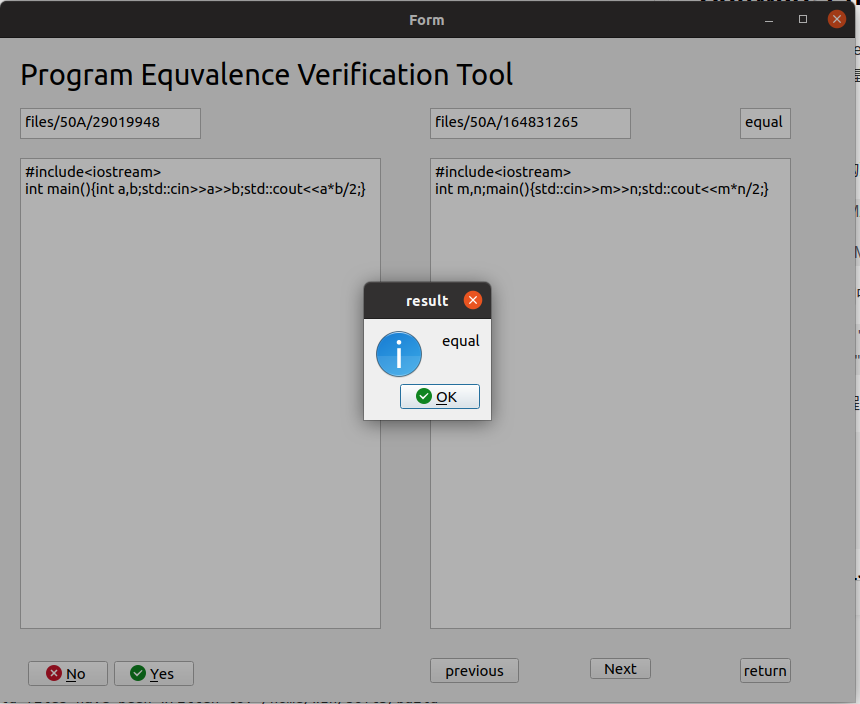 Form
Program Equvalence Verification Tool
files/50A/29019948
files/50A/164831265
equal
#include<iostream>
int main(){int a,b;std::cin>>a>>b;std::cout<<a*b/2;}
#include<iostream>
int m,n;main(){std::cin>>m>>n;std::cout<<m*n/2;}
result
equal
OK
No
Yes
previous
Next
return